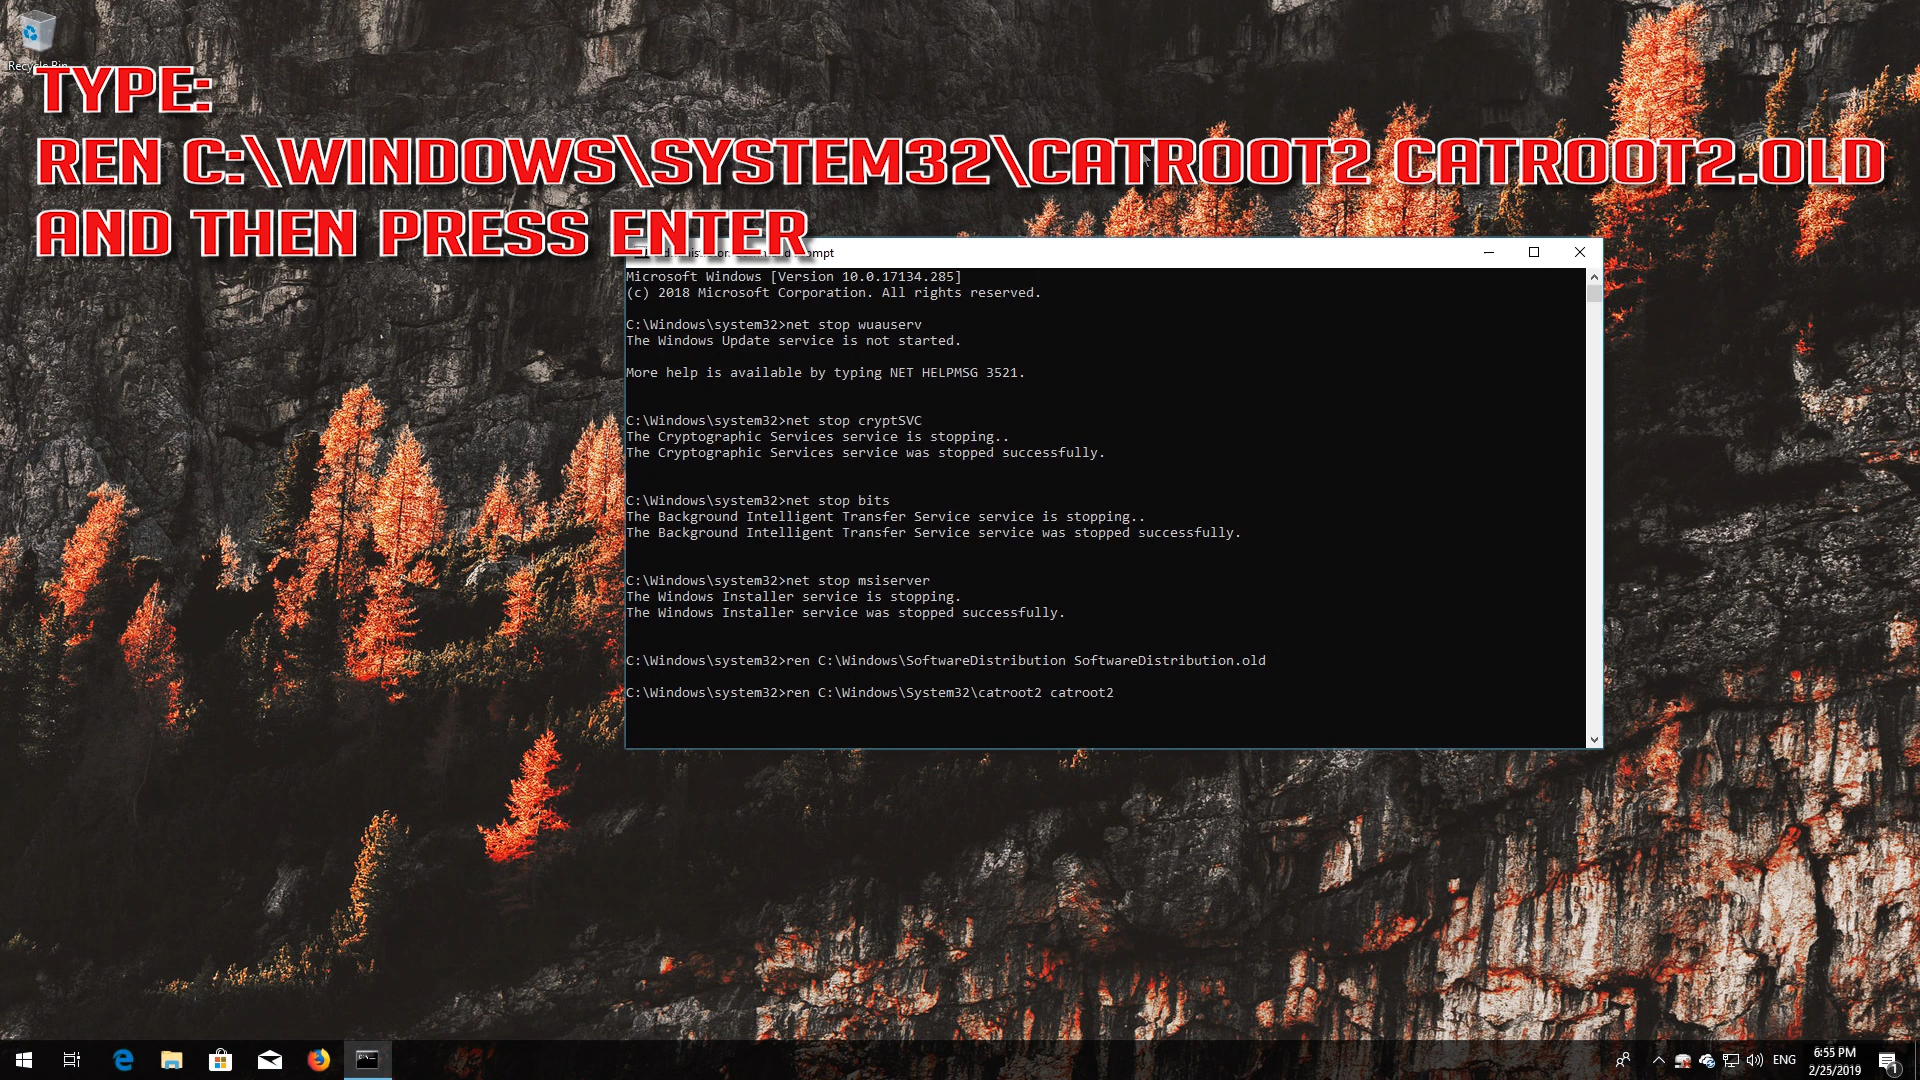 Recycle Bin
TYPE:
REN C:\WINDOWS\SYSTEM32\CATROOT2 CATROOT2.OLD
AND THEN PRESS ENTER
Microsoft Windows [Version 10.0.17134.285]
(c) 2018 Microsoft Corporation. All rights reserved.
C:\Windows\system32>net stop wuauserv
The Windows Update service is not started.
More help is available by typing NET HELPMSG 3521.
C:\Windows\system32>net stop cryptSVC
The Cryptographic Services service is stopping..
The Cryptographic Services service was stopped successfully.
C:\Windows\system32>net stop bits
The Background Intelligent Transfer Service service is stopping..
The Background Intelligent Transfer Service service was stopped successfully.
C:\Windows\system32>net stop msiserver
The Windows Installer service is stopping.
The Windows Installer service was stopped successfully.
C:\Windows\system32>ren C:\Windows\SoftwareDistribution SoftwareDistribution.old
C:\Windows\system32>ren C:\Windows\System32\catroot2 catroot2
ENG
6:55 PM
2/25/2019
1